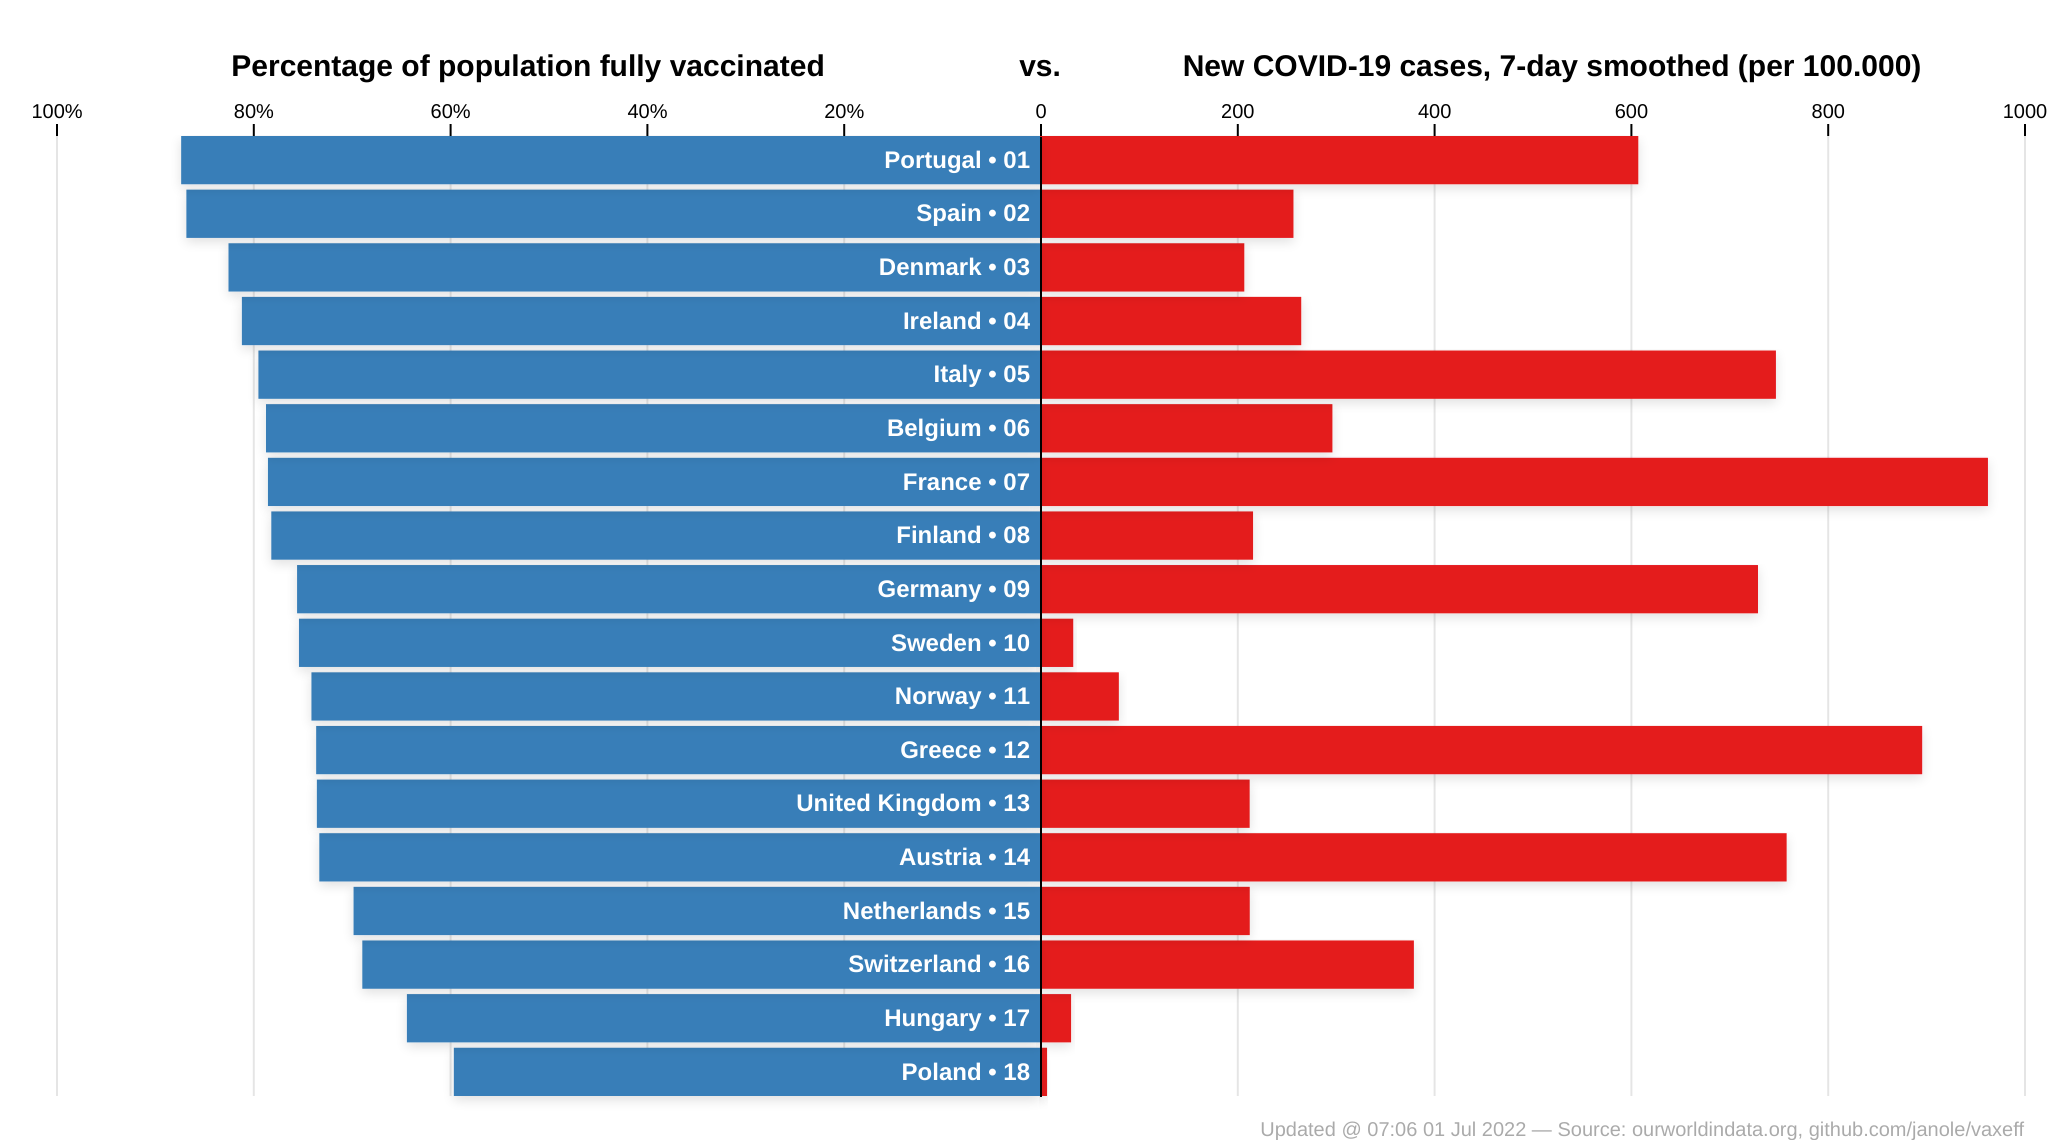 Percentage of population fully vaccinated vs. New COVID-19 cases, 7-day smoothed (per 100.000)
100% 80% 60% 40% 20% 0 200 400 600 800 1000
Portugal • 01
Spain • 02
Denmark • 03
Ireland • 04
Italy • 05
Belgium • 06
France • 07
Finland • 08
Germany • 09
Sweden • 10
Norway • 11
Greece • 12
United Kingdom • 13
Austria • 14
Netherlands • 15
Switzerland • 16
Hungary • 17
Poland • 18
Updated @ 07:06 01 Jul 2022 — Source: ourworldindata.org, github.com/janole/vaxeff